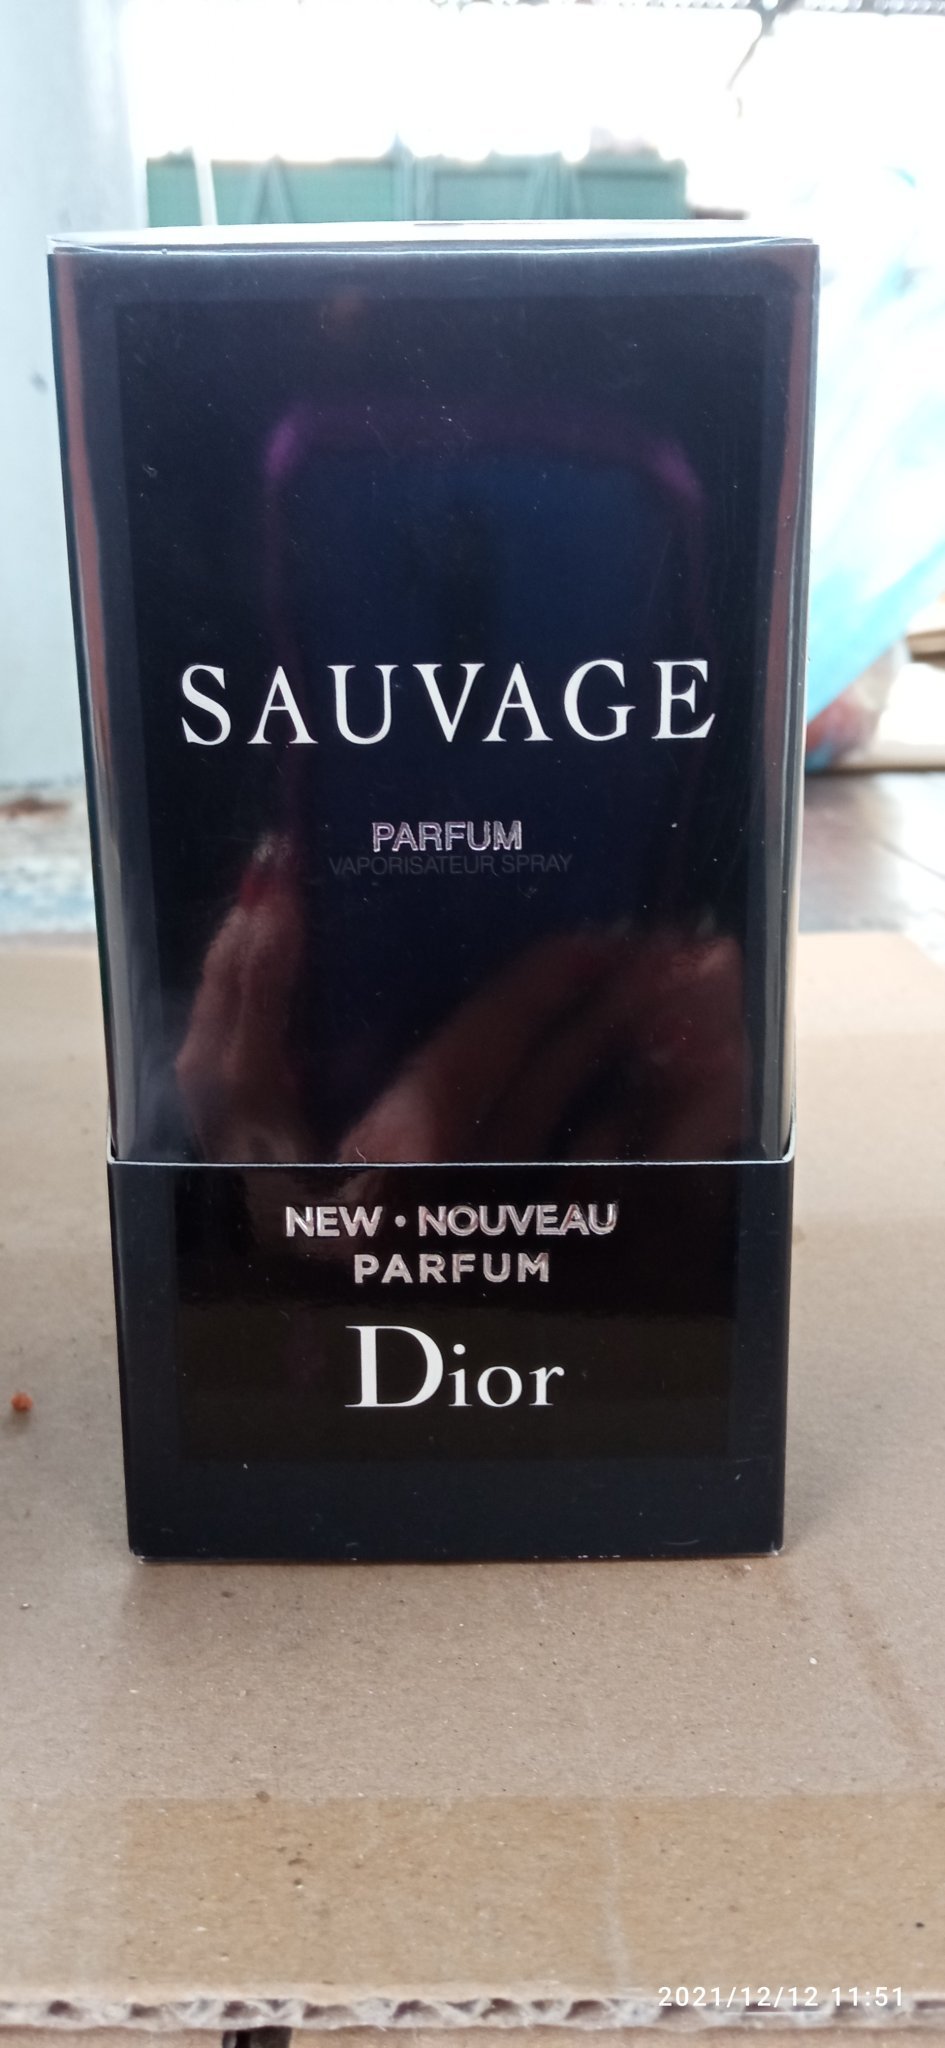 SAUVAGE
PARFUM
VAPORISATEUR SPRAY
NEW • NOUVEAU
PARFUM
Dior
2021/12/12 11:51